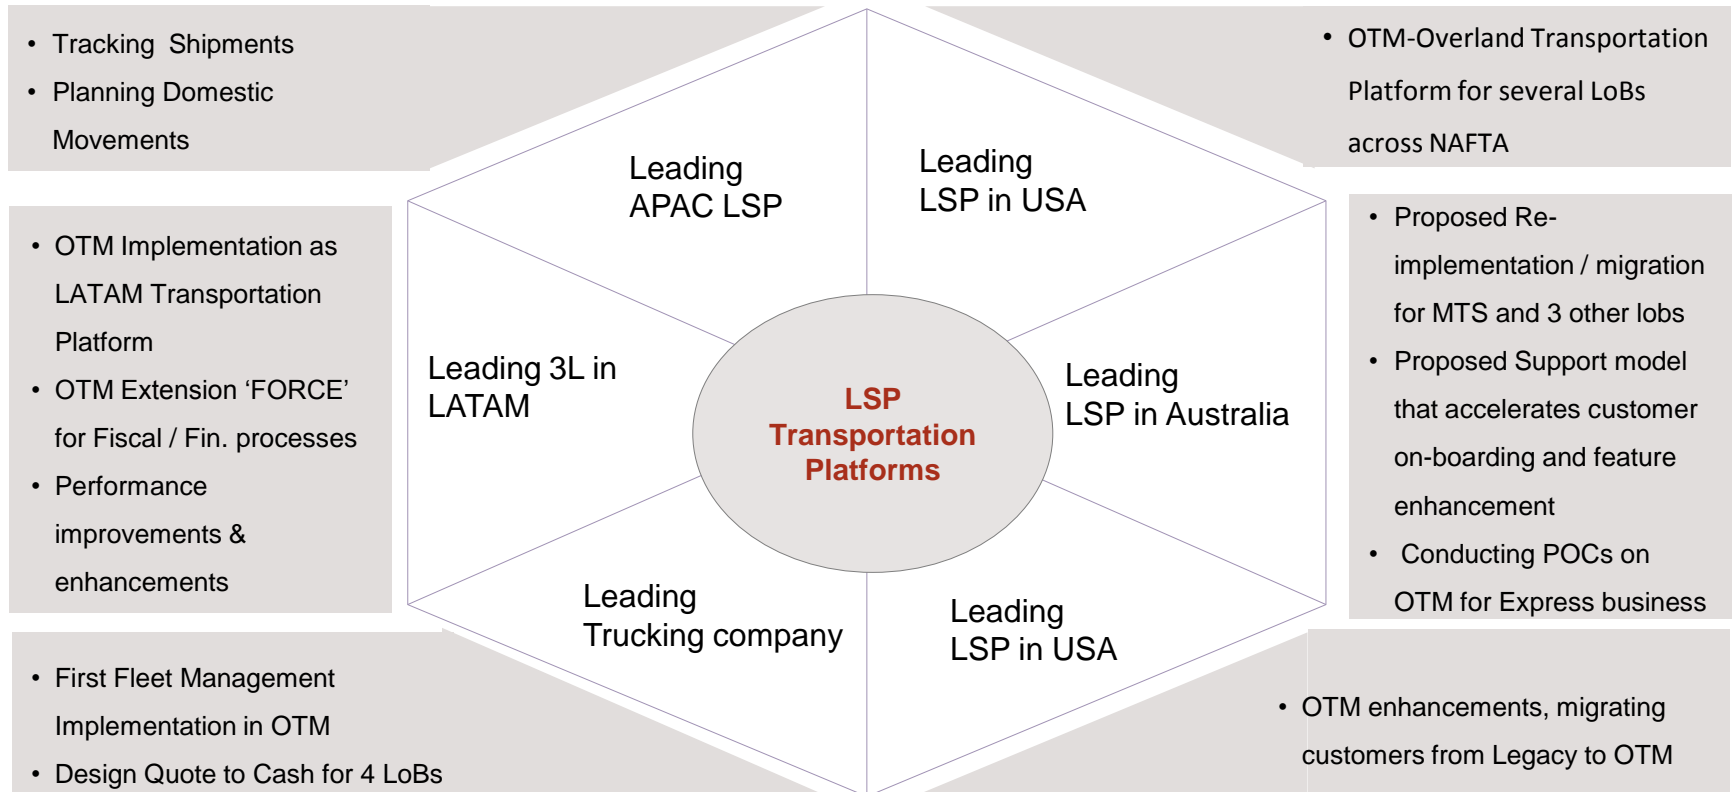 • Tracking Shipments
• Planning Domestic
Movements
• OTM-Overland Transportation
Platform for several LoBs
across NAFTA
Leading
APAC LSP
Leading
LSP in USA
• OTM Implementation as
LATAM Transportation
Platform
• OTM Extension ‘FORCE’
for Fiscal / Fin. processes
• Performance
improvements &
enhancements
Leading 3L in
LATAM
LSP
Transportation
Platforms
Leading
LSP in Australia
• Proposed Re-
implementation / migration
for MTS and 3 other lobs
• Proposed Support model
that accelerates customer
on-boarding and feature
enhancement
• Conducting POCs on
OTM for Express business
Leading
Trucking company
Leading
LSP in USA
• First Fleet Management
Implementation in OTM
• Design Quote to Cash for 4 LoBs
• OTM enhancements, migrating
customers from Legacy to OTM